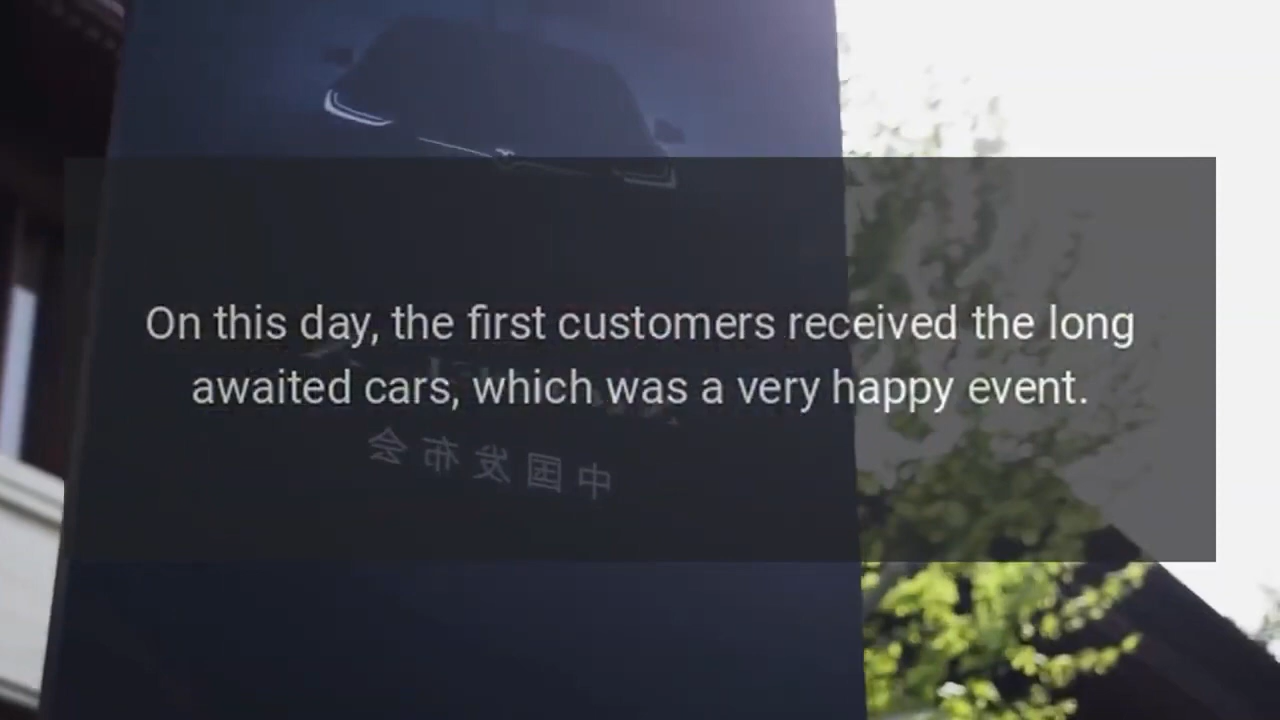 On this day, the first customers received the long
awaited cars, which was a very happy event.
中国发布会